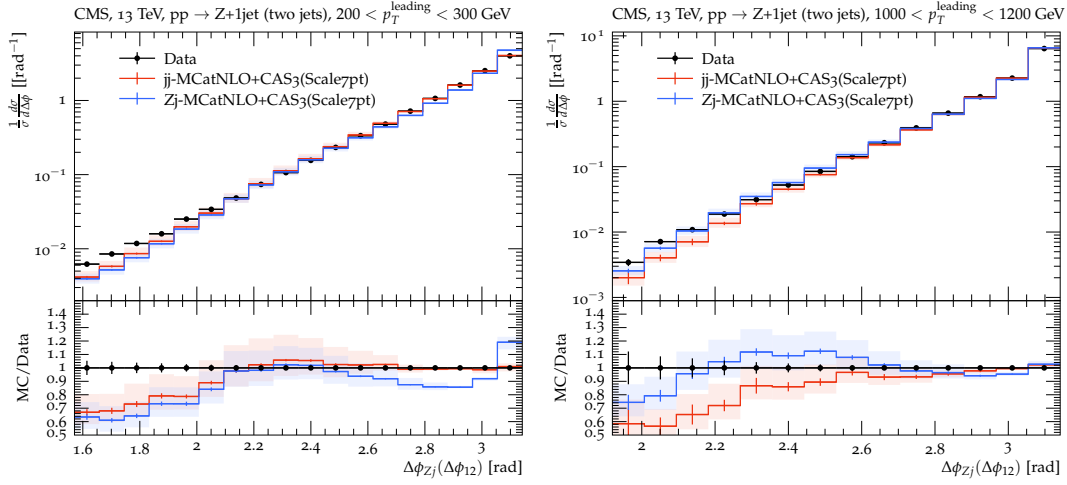 CMS, 13 TeV, pp → Z+1jet (two jets), 200 < p_T^leading < 300 GeV
1/σ dσ/dΔϕ [[rad⁻¹]
Data
jj-MCatNLO+CAS3(Scale7pt)
Zj-MCatNLO+CAS3(Scale7pt)
1
10⁻¹
10⁻²
MC/Data
1.4
1.3
1.2
1.1
1
0.9
0.8
0.7
0.6
0.5
1.6 1.8 2 2.2 2.4 2.6 2.8 3
Δϕ_Zj(Δϕ_12) [rad]
CMS, 13 TeV, pp → Z+1jet (two jets), 1000 < p_T^leading < 1200 GeV
1/σ dσ/dΔϕ [[rad⁻¹]
Data
jj-MCatNLO+CAS3(Scale7pt)
Zj-MCatNLO+CAS3(Scale7pt)
10¹
1
10⁻¹
10⁻²
10⁻³
MC/Data
1.4
1.3
1.2
1.1
1
0.9
0.8
0.7
0.6
0.5
2 2.2 2.4 2.6 2.8 3
Δϕ_Zj(Δϕ_12) [rad]